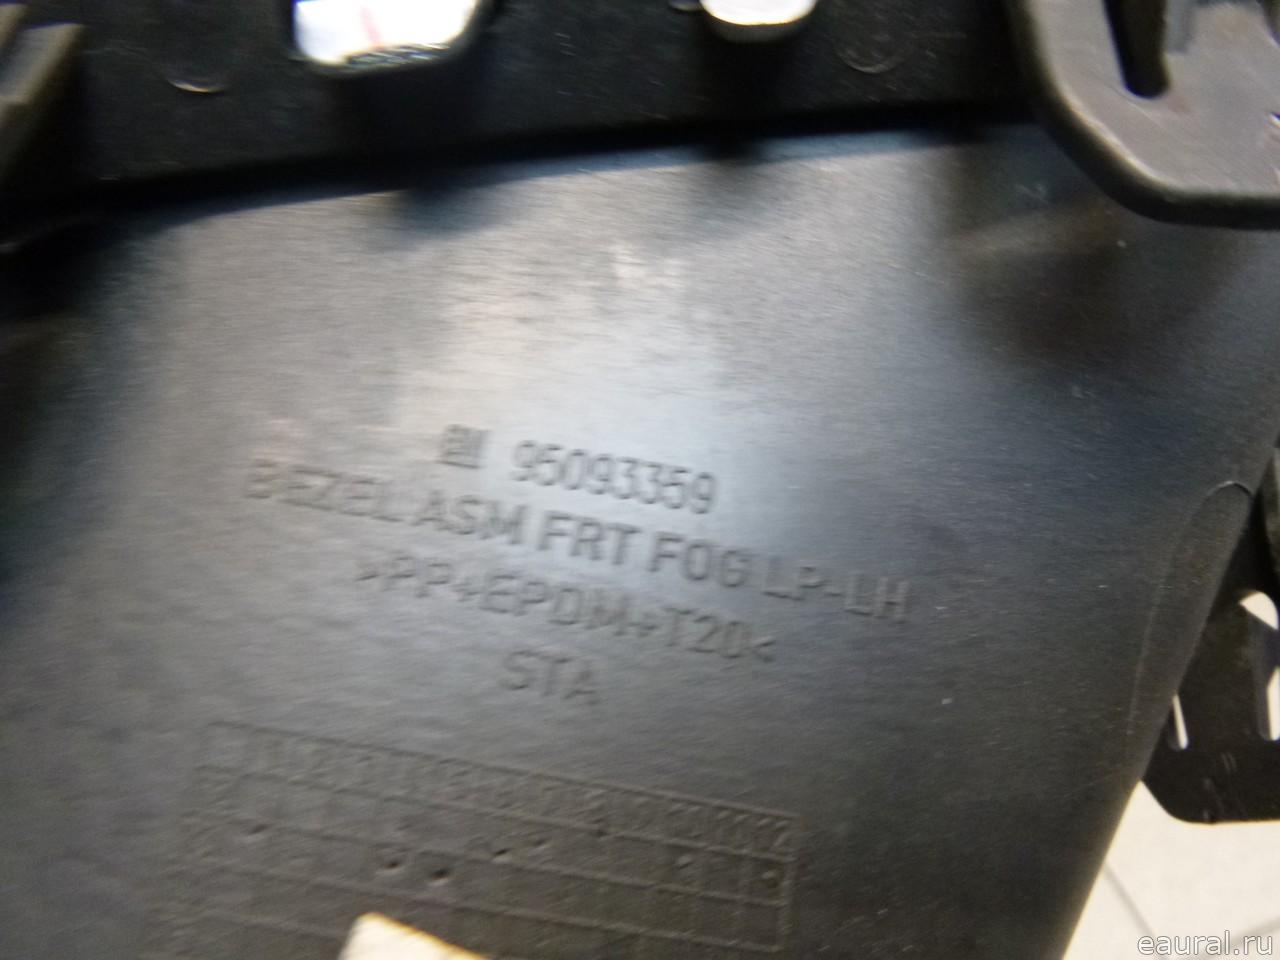 GM 95093359
BEZEL ASM FRT FOG LP-LH
>PP+EPDM+T20<
STA
eaural.ru